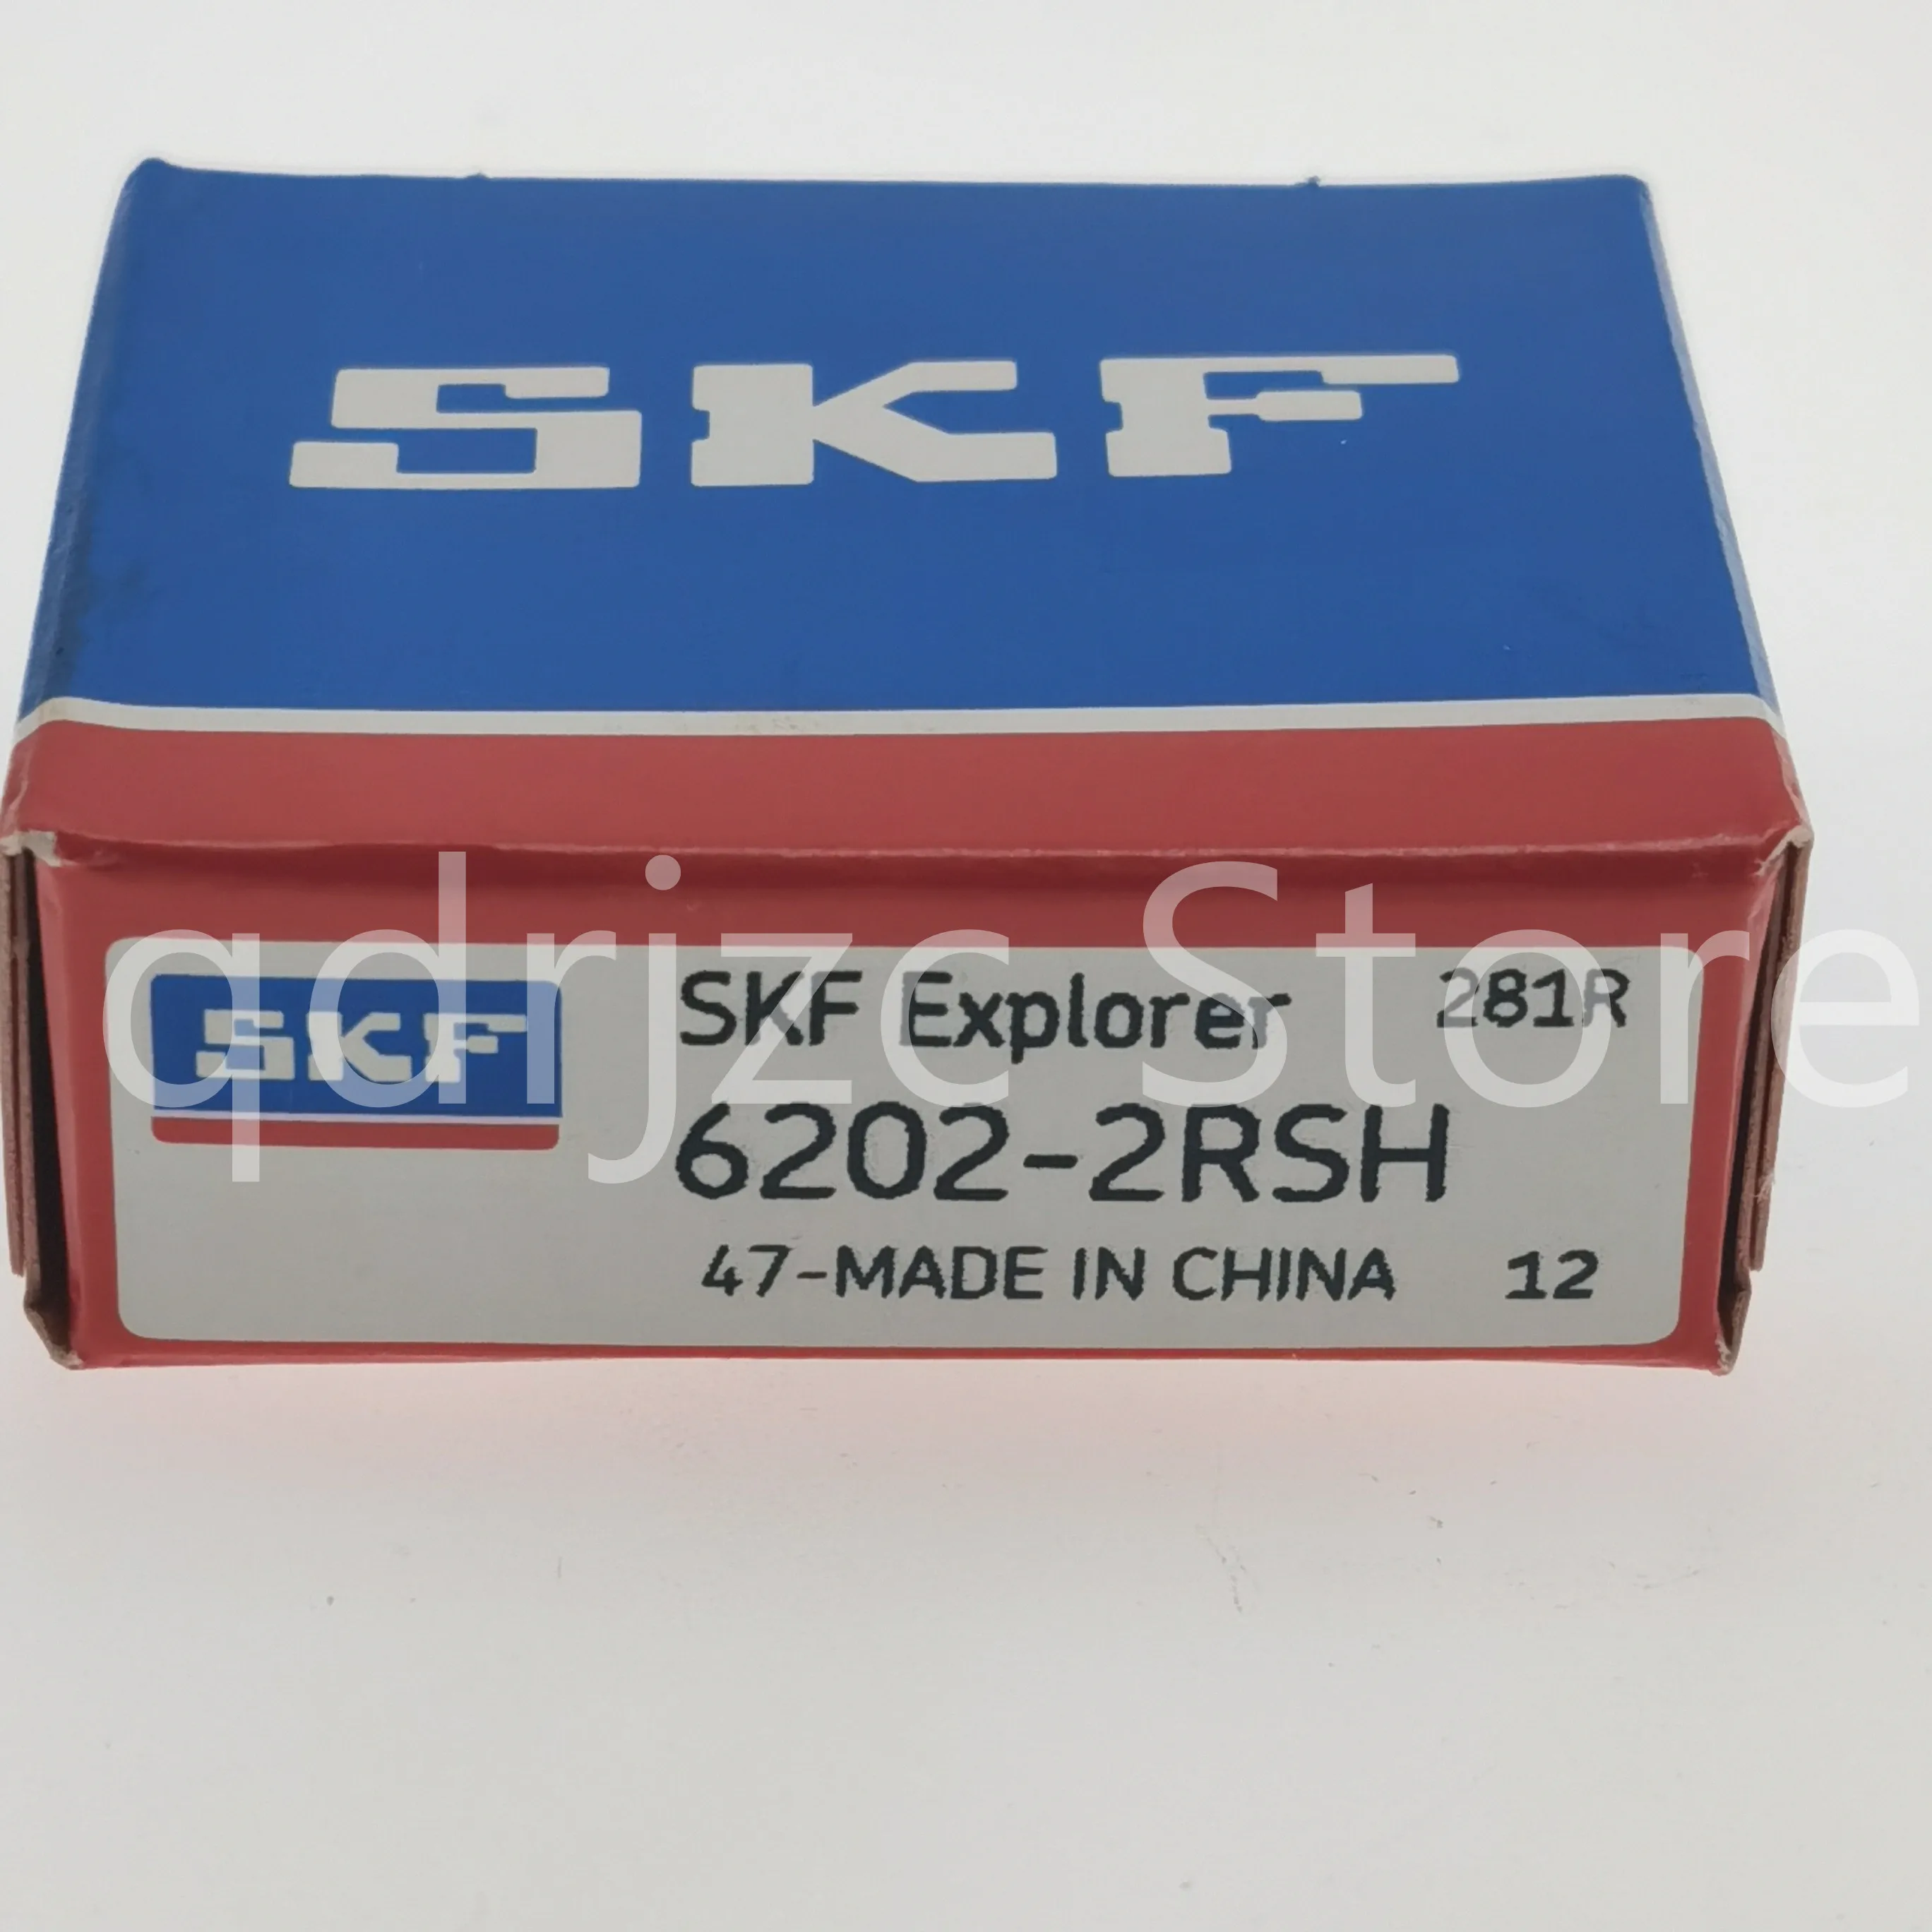 SKF
qdrjzc Store
SKF
SKF Explorer 281R
6202-2RSH
47-MADE IN CHINA 12